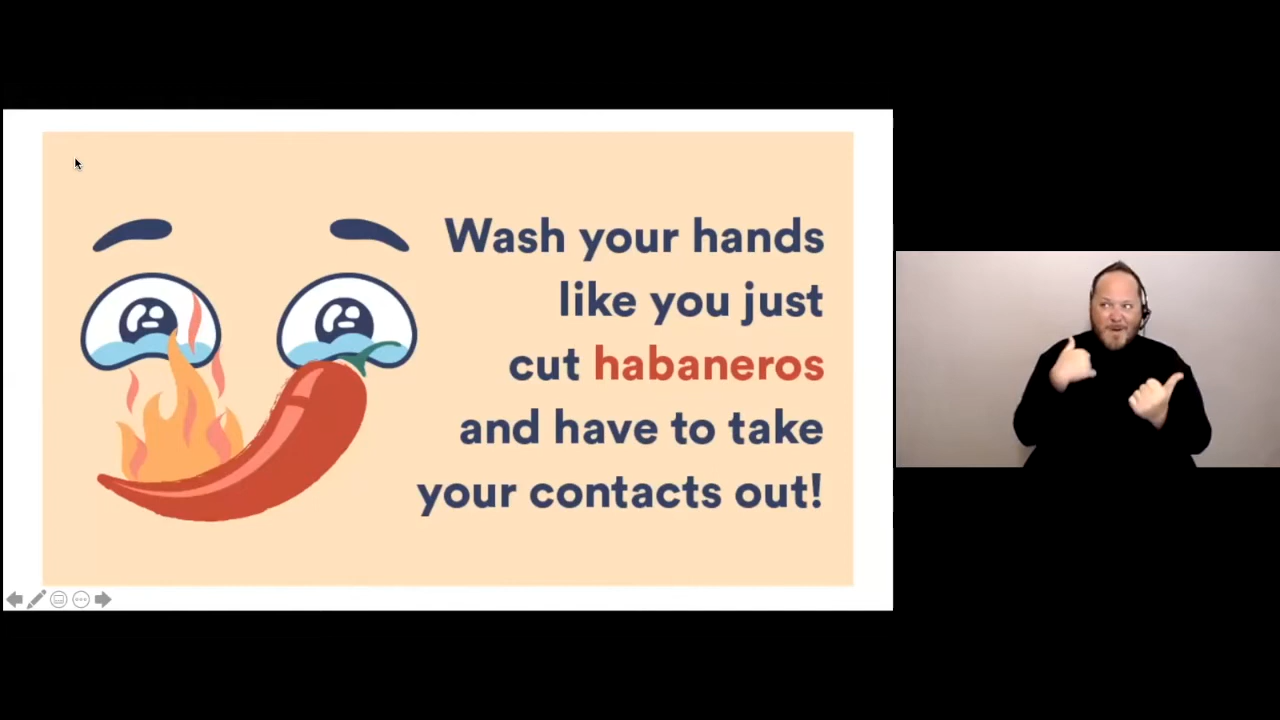 Wash your hands
like you just
cut habaneros
and have to take
your contacts out!